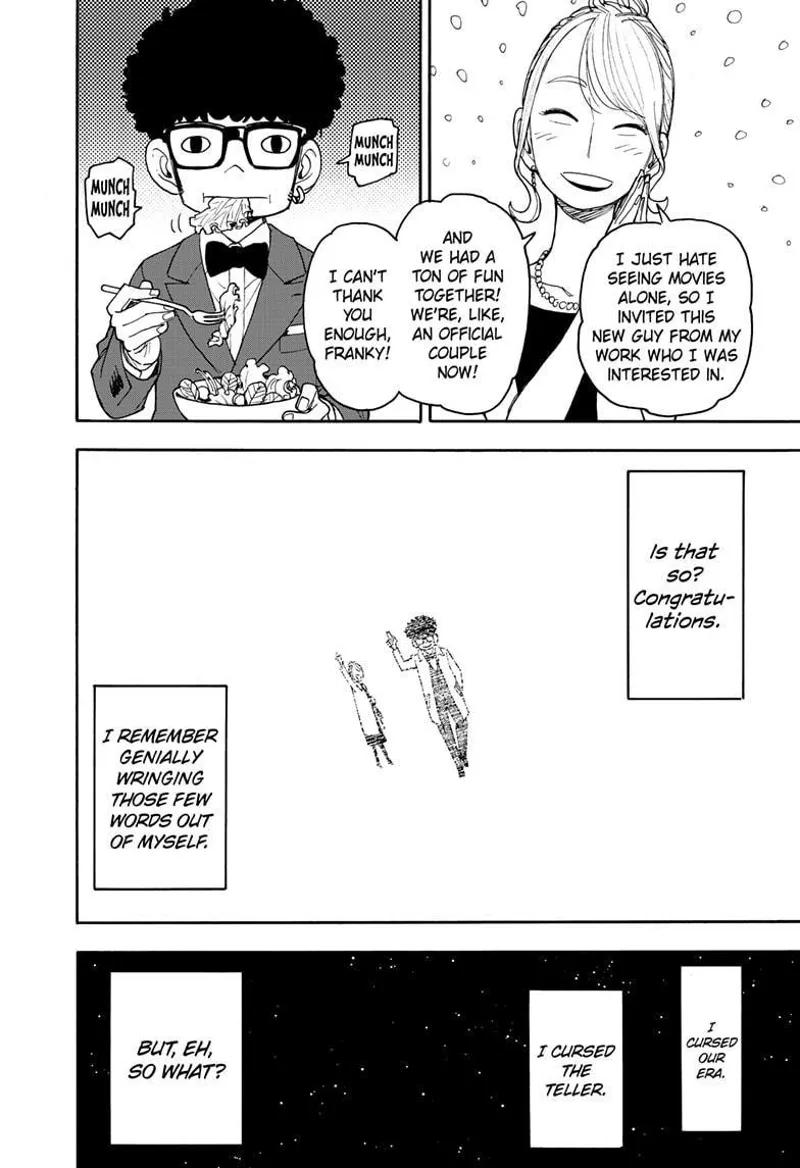 I JUST HATE
SEEING MOVIES
ALONE, SO I
INVITED THIS
NEW GUY FROM MY
WORK WHO I WAS
INTERESTED IN.
AND
WE HAD A
TON OF FUN
TOGETHER!
WE'RE, LIKE,
AN OFFICIAL
COUPLE
NOW!
I CAN'T
THANK
YOU
ENOUGH,
FRANKY!
MUNCH
MUNCH
MUNCH
MUNCH
Is that
so?
Congratu-
lations.
I REMEMBER
GENIALLY
WRINGING
THOSE FEW
WORDS OUT
OF MYSELF.
I
CURSED
OUR
ERA.
I CURSED
THE
TELLER.
BUT, EH,
SO WHAT?